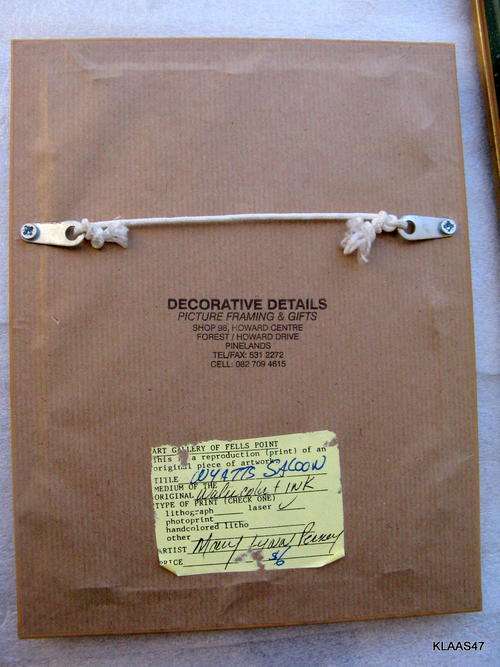 DECORATIVE DETAILS
PICTURE FRAMING & GIFTS
SHOP 98, HOWARD CENTRE
FOREST / HOWARD DRIVE
PINELANDS
TEL/FAX: 531 2272
CELL: 082 709 4615
ART GALLERY OF FELLS POINT
This is a reproduction (print) of an
original piece of artwork
TITLE WYATTS SALOON
MEDIUM OF THE
ORIGINAL Watercolor + INK
TYPE OF PRINT (CHECK ONE)
lithograph laser ✓
photoprint
handcolored litho
other
ARTIST Mary Lynn
PRICE
KLAAS47